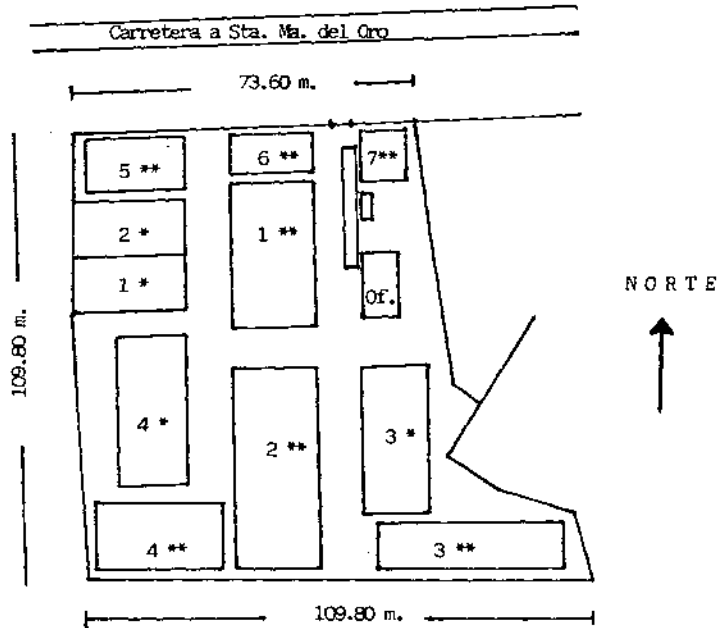 Carretera a Sta. Ma. del Oro
73.60 m.
5 **
6 **
7**
2 *
1 **
1 *
Of.
NORTE
109.80 m.
4 *
2 **
3 *
4 **
3 **
109.80 m.